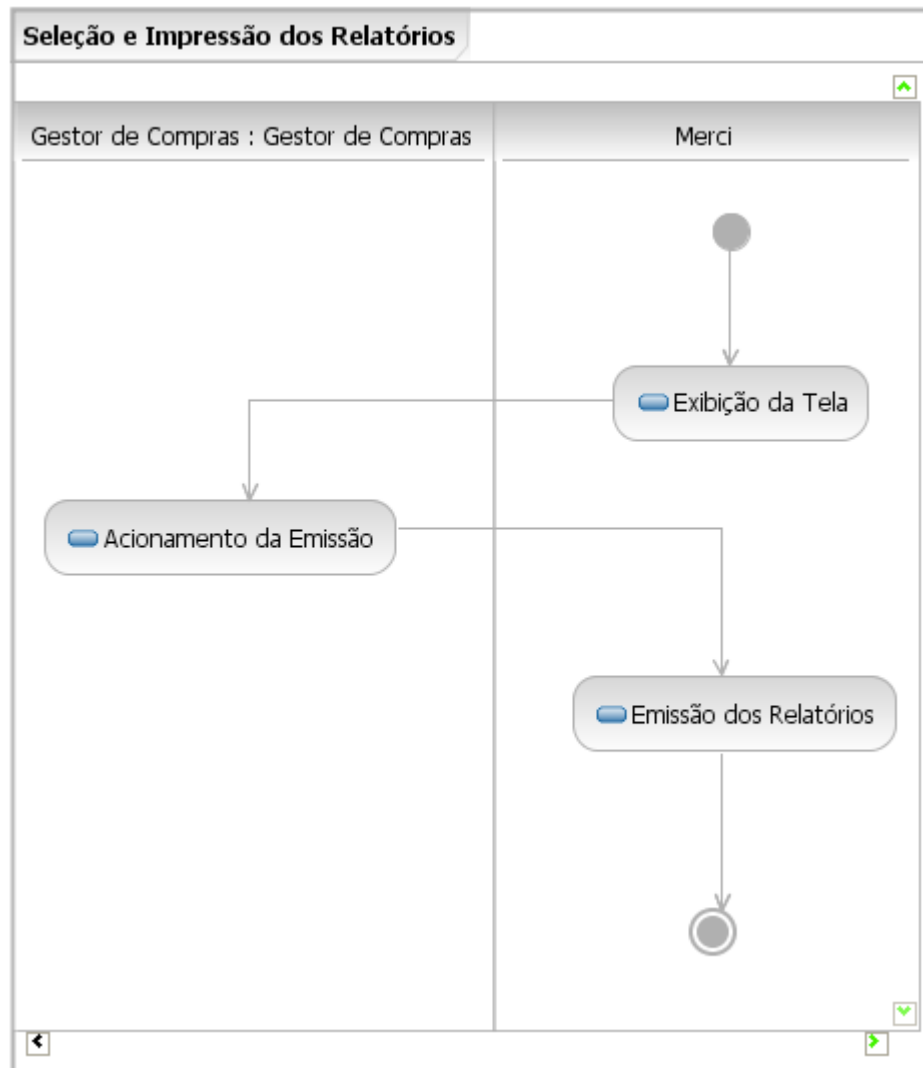 Seleção e Impressão dos Relatórios
Gestor de Compras : Gestor de Compras
Merci
Exibição da Tela
Acionamento da Emissão
Emissão dos Relatórios